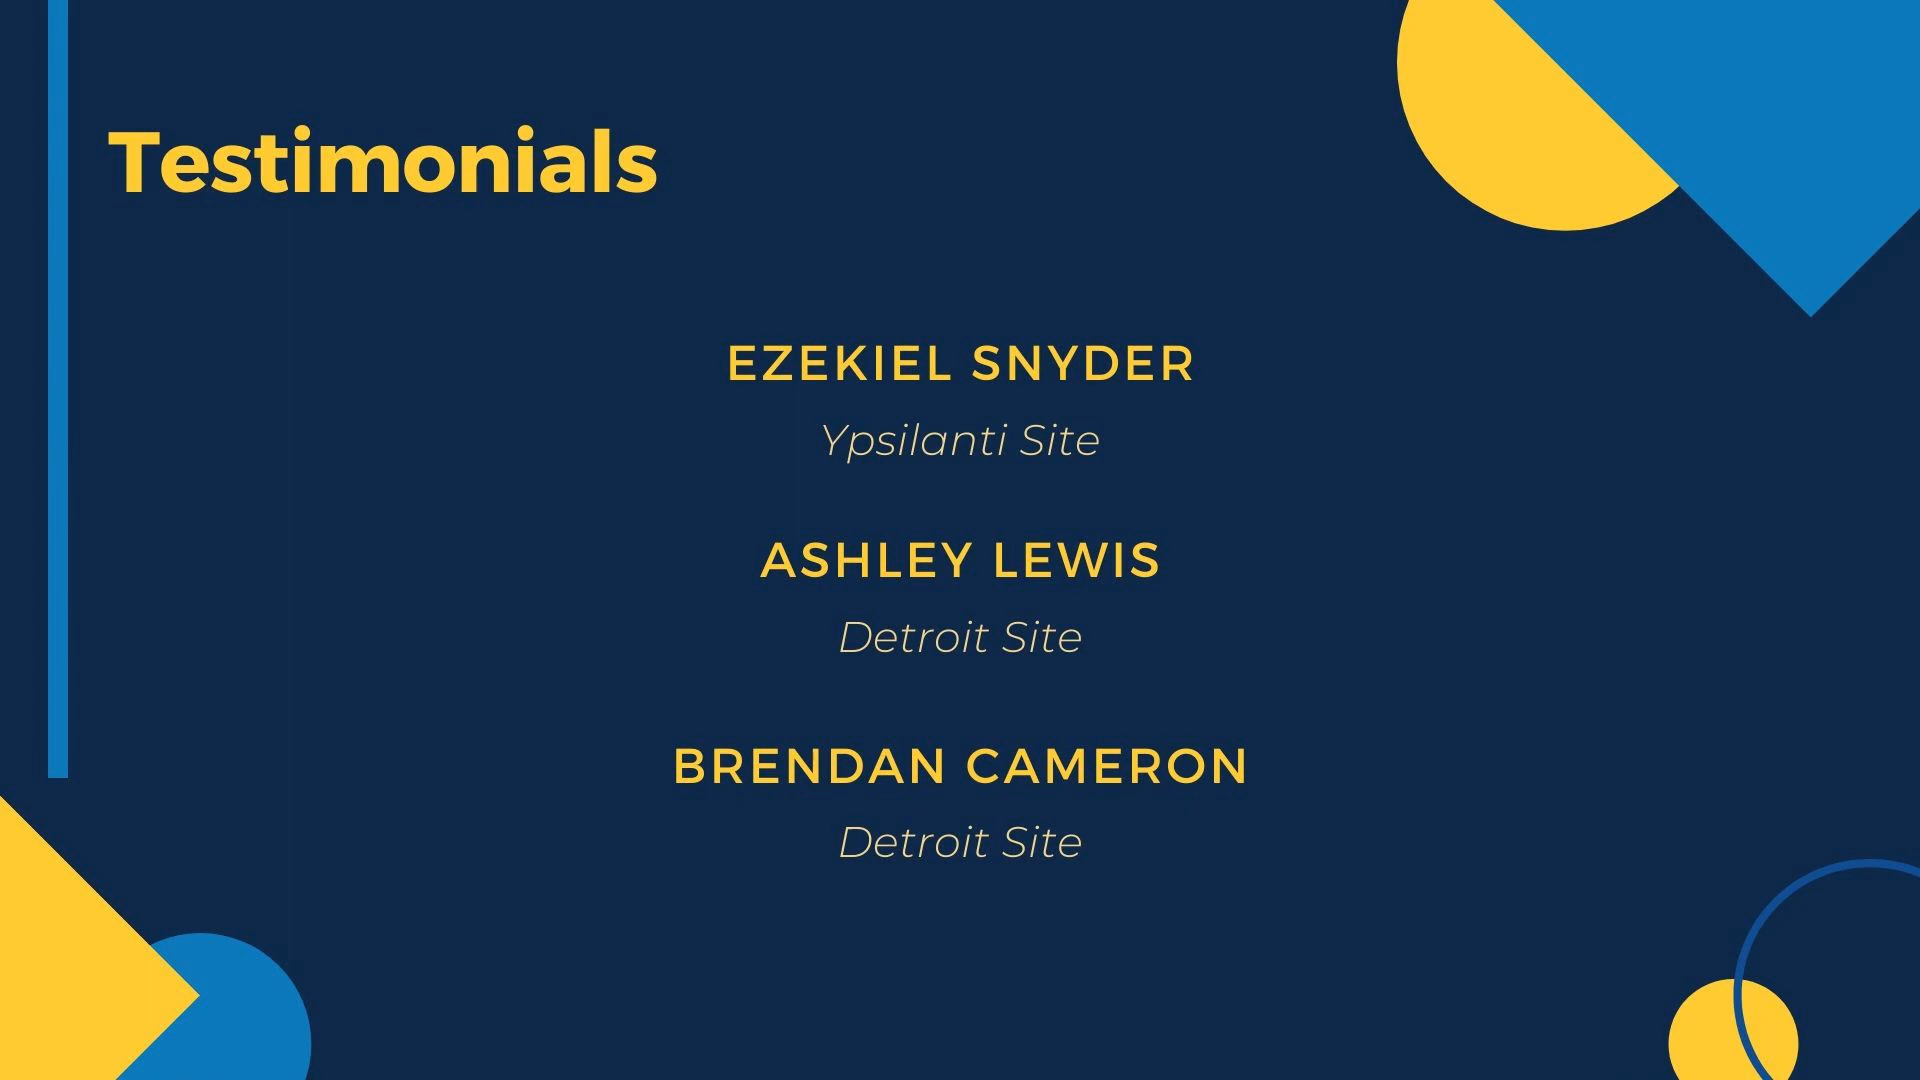 Testimonials
EZEKIEL SNYDER
Ypsilanti Site
ASHLEY LEWIS
Detroit Site
BRENDAN CAMERON
Detroit Site